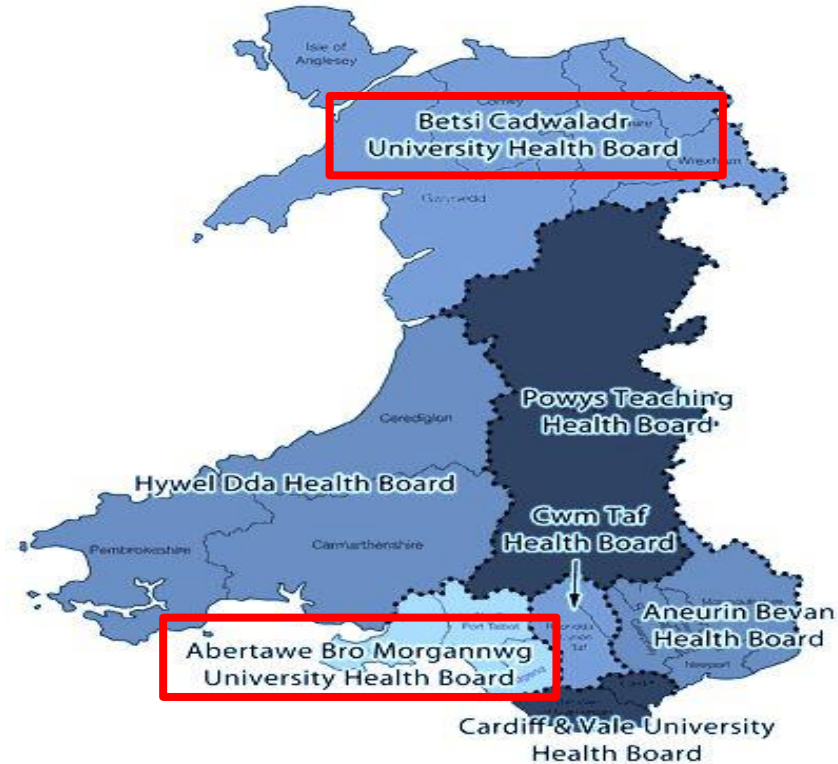 Isle of
Anglesey
Conwy
Betsi Cadwaladr
University Health Board
Wrexham
Gwynedd
Ceredigion
Powys Teaching
Health Board
Hywel Dda Health Board
Cwm Taf
Health Board
Pembrokeshire
Carmarthenshire
Port Talbot
Taf
Aneurin Bevan
Health Board
Newport
Abertawe Bro Morgannwg
University Health Board
Cardiff & Vale University
Health Board